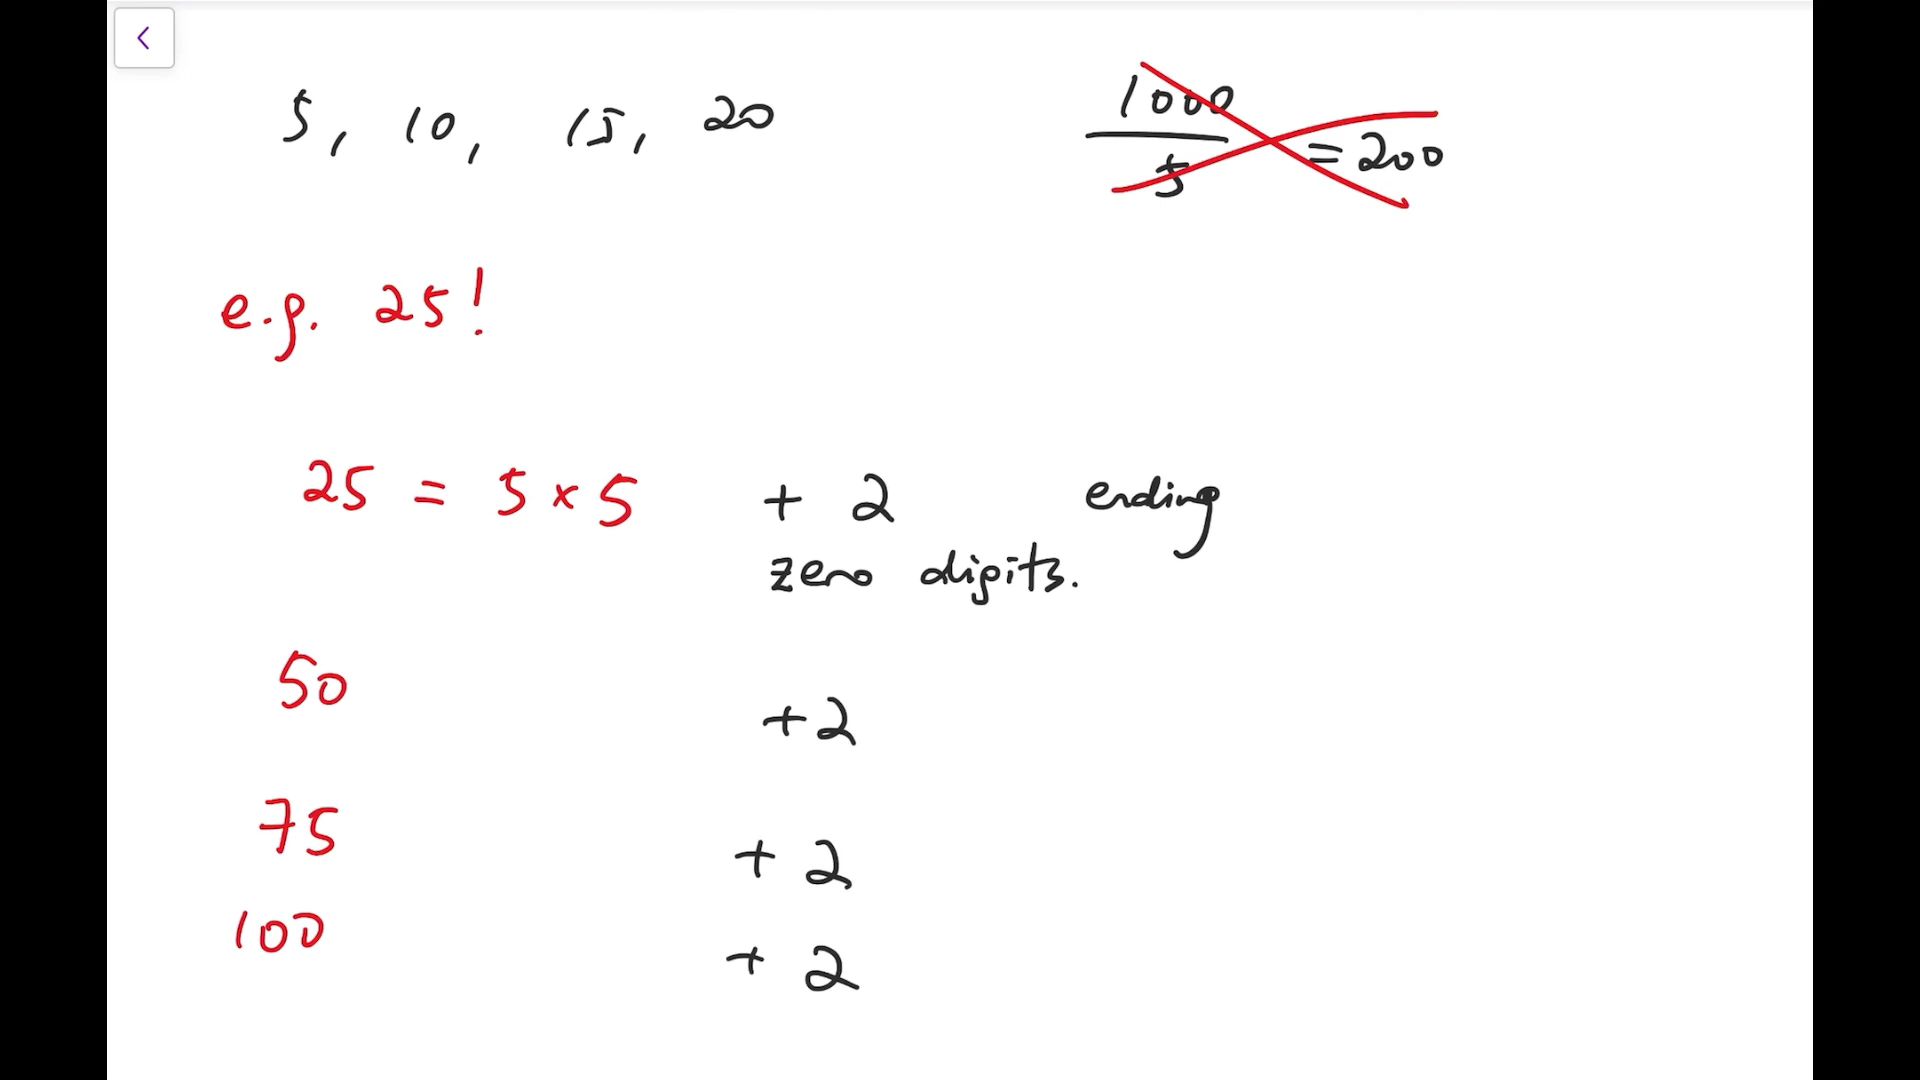 5, 10, 15, 20
1000
5
= 200
e.g. 25!
25 = 5 × 5 + 2 ending
zero digits.
50 +2
75 + 2
100 + 2